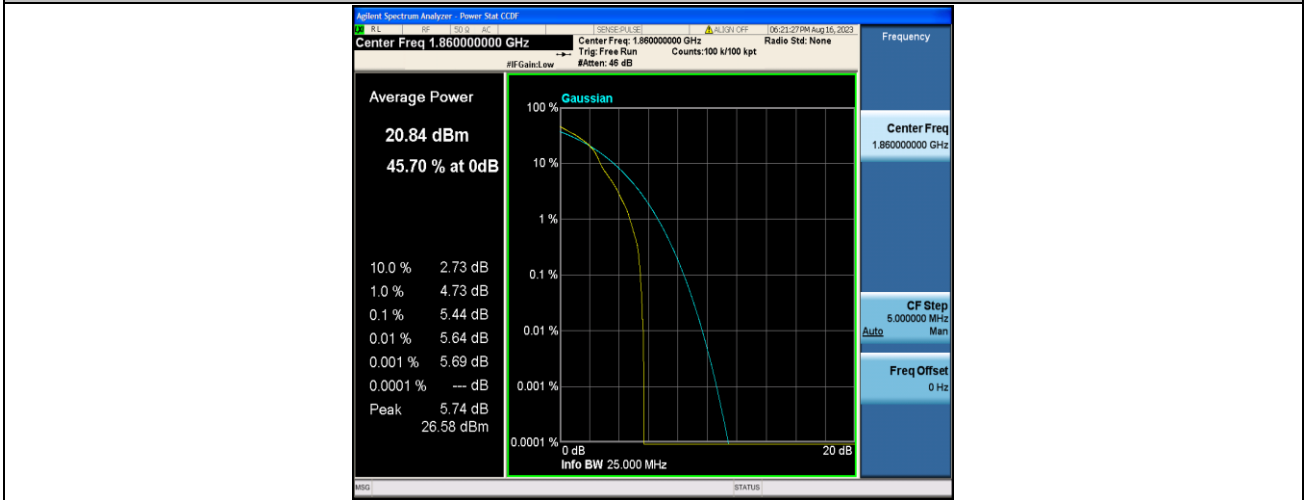 Agilent Spectrum Analyzer - Power Stat CCDF
RL RF 50 Ω AC SENSE:PULSE ALIGN OFF 06:21:27 PM Aug 16, 2023
Center Freq 1.860000000 GHz
Center Freq: 1.860000000 GHz Radio Std: None
Trig: Free Run Counts:100 k/100 kpt
#IFGain:Low #Atten: 46 dB
Frequency
Average Power
20.84 dBm
45.70 % at 0dB
10.0 % 2.73 dB
1.0 % 4.73 dB
0.1 % 5.44 dB
0.01 % 5.64 dB
0.001 % 5.69 dB
0.0001 % --- dB
Peak 5.74 dB
26.58 dBm
Gaussian
100 %
10 %
1 %
0.1 %
0.01 %
0.001 %
0.0001 %
0 dB 20 dB
Info BW 25.000 MHz
Center Freq
1.860000000 GHz
CF Step
5.000000 MHz
Auto Man
Freq Offset
0 Hz
MSG STATUS